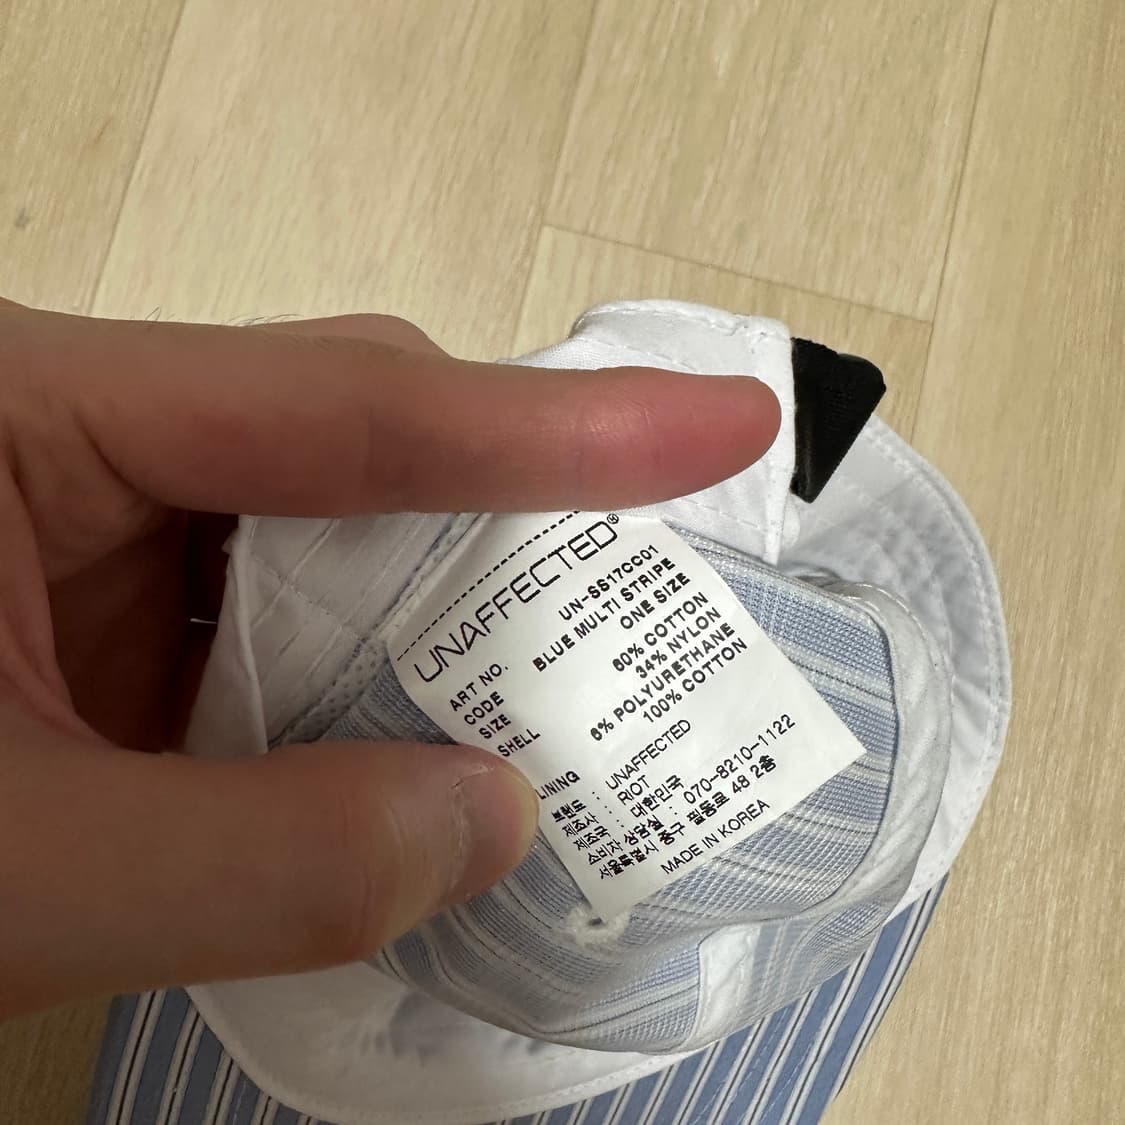 UNAFFECTED®
ART NO. UN-SS17CC01
CODE BLUE MULTI STRIPE
SIZE ONE SIZE
SHELL 60% COTTON
34% NYLON
6% POLYURETHANE
LINING 100% COTTON
브랜드 : UNAFFECTED
제조사 : RIOT
제조국 : 대한민국
소비자 상담실 : 070-8210-1122
서울특별시 중구 필동로 48 2층
MADE IN KOREA